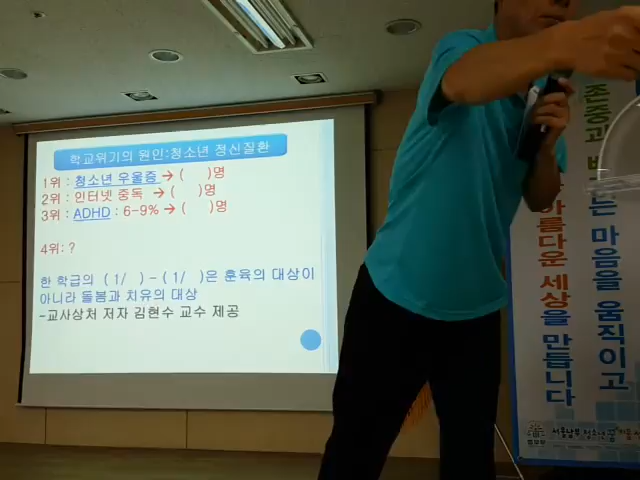 학교위기의 원인:청소년 정신질환
1위 : 청소년 우울증 → (     )명
2위 : 인터넷 중독 → (     )명
3위 : ADHD : 6-9% → (     )명
4위: ?
한 학급의 ( 1/   ) - ( 1/   )은 훈육의 대상이
아니라 돌봄과 치유의 대상
-교사상처 저자 김현수 교수 제공
존중과
는 마음을 움직이고
아름다운 세상을 만듭니다